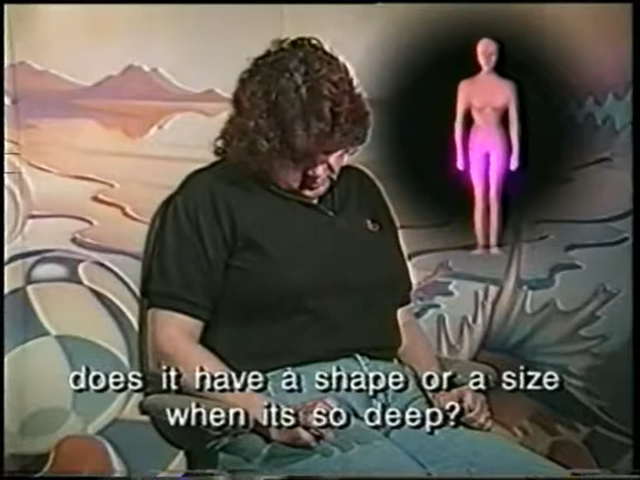 does it have a shape or a size
when its so deep?